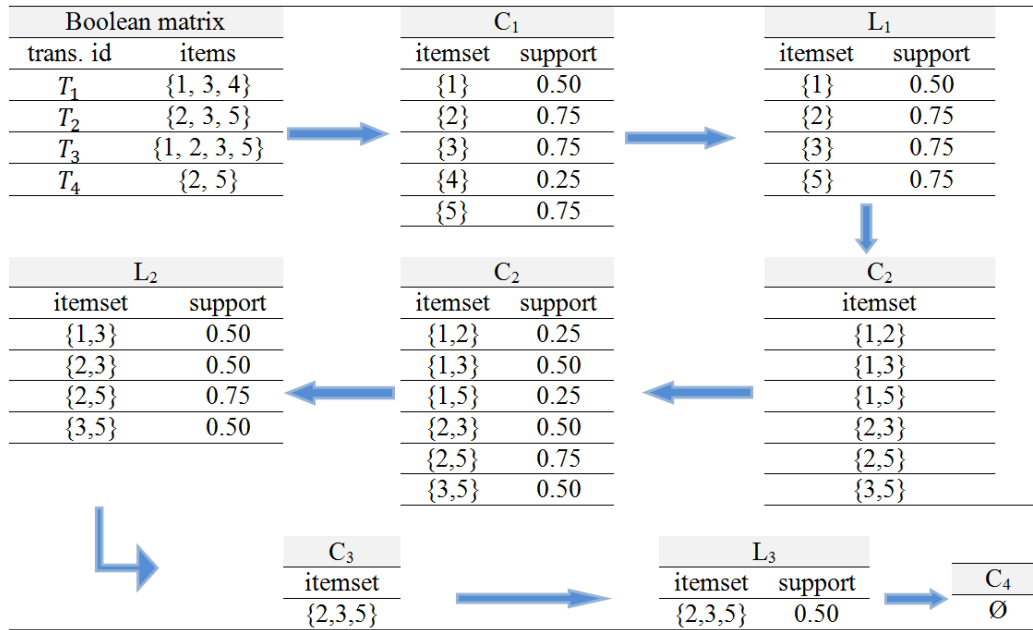 Boolean matrix
trans. id items
T₁ {1, 3, 4}
T₂ {2, 3, 5}
T₃ {1, 2, 3, 5}
T₄ {2, 5}
C₁
itemset support
{1} 0.50
{2} 0.75
{3} 0.75
{4} 0.25
{5} 0.75
L₁
itemset support
{1} 0.50
{2} 0.75
{3} 0.75
{5} 0.75
L₂
itemset support
{1,3} 0.50
{2,3} 0.50
{2,5} 0.75
{3,5} 0.50
C₂
itemset support
{1,2} 0.25
{1,3} 0.50
{1,5} 0.25
{2,3} 0.50
{2,5} 0.75
{3,5} 0.50
C₂
itemset
{1,2}
{1,3}
{1,5}
{2,3}
{2,5}
{3,5}
C₃
itemset
{2,3,5}
L₃
itemset support
{2,3,5} 0.50
C₄
Ø